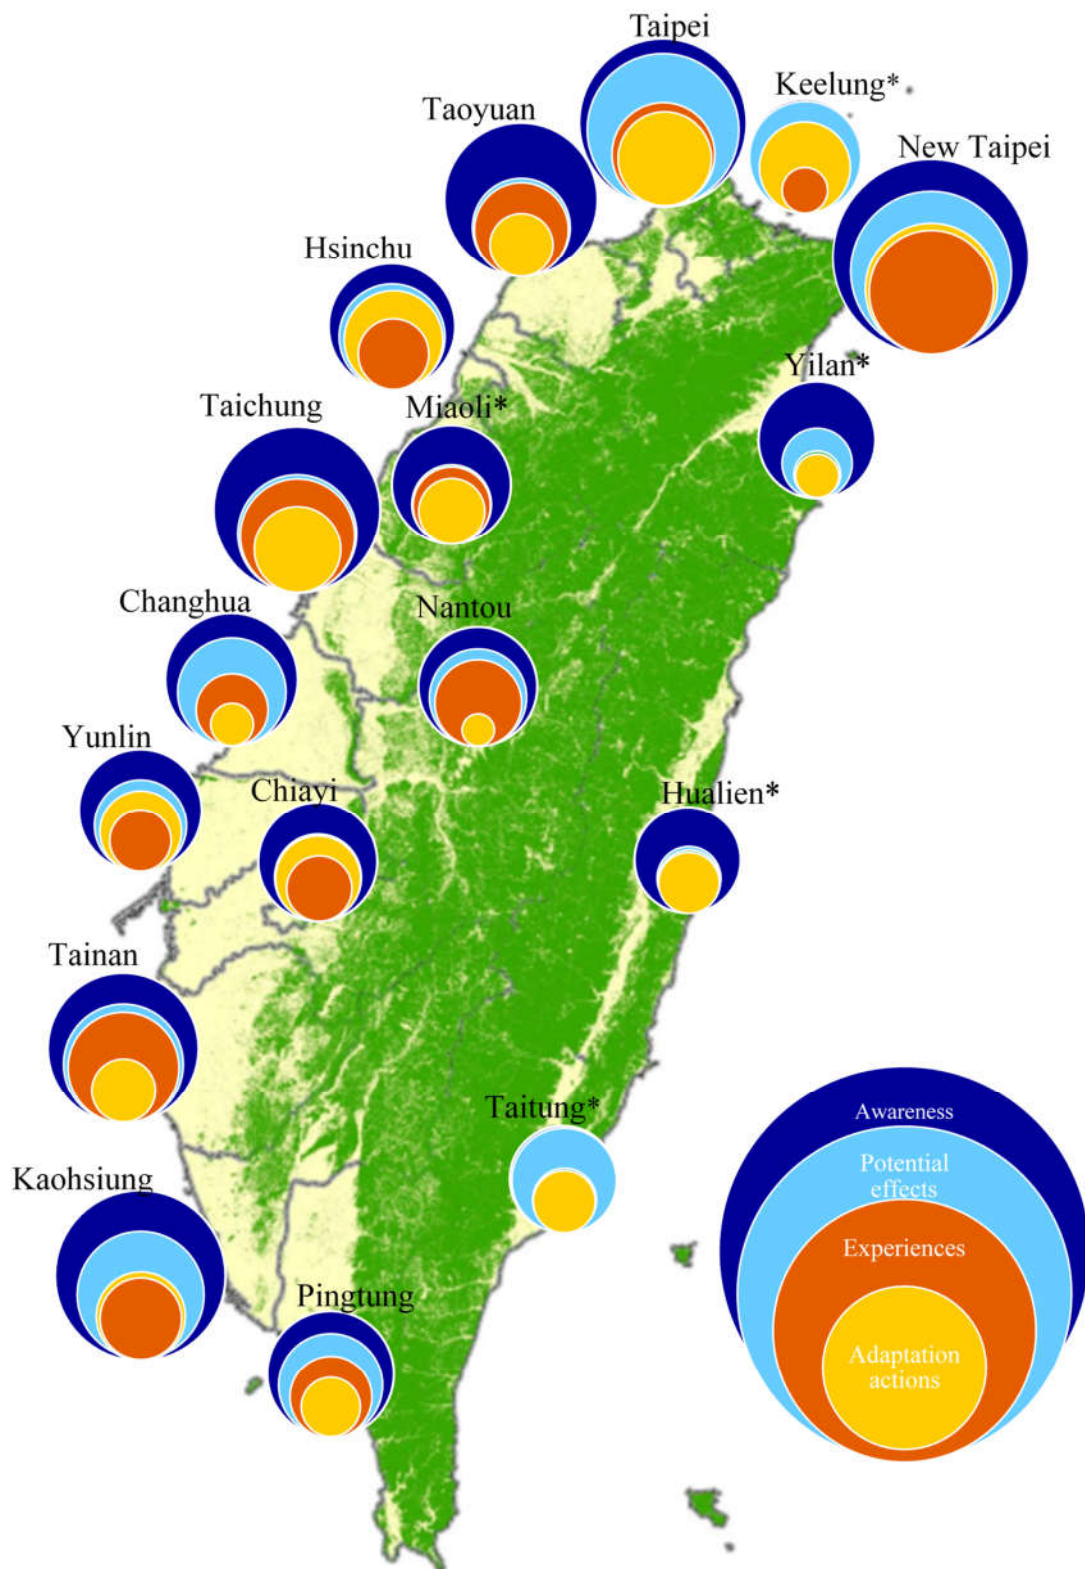 Taipei
Keelung*
Taoyuan
New Taipei
Hsinchu
Yilan*
Taichung
Miaoli*
Changhua
Nantou
Yunlin
Chiayi
Hualien*
Tainan
Taitung*
Kaohsiung
Pingtung
Awareness
Potential
effects
Experiences
Adaptation
actions